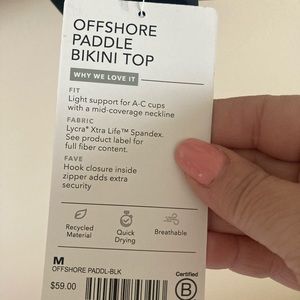 OFFSHORE
PADDLE
BIKINI TOP
WHY WE LOVE IT
FIT
Light support for A-C cups
with a mid-coverage neckline
FABRIC
Lycra® Xtra Life™ Spandex.
See product label for
full fiber content.
FAVE
Hook closure inside
zipper adds extra
security
Recycled
Material
Quick
Drying
Breathable
M
OFFSHORE PADDL-BLK
$59.00
Certified
B